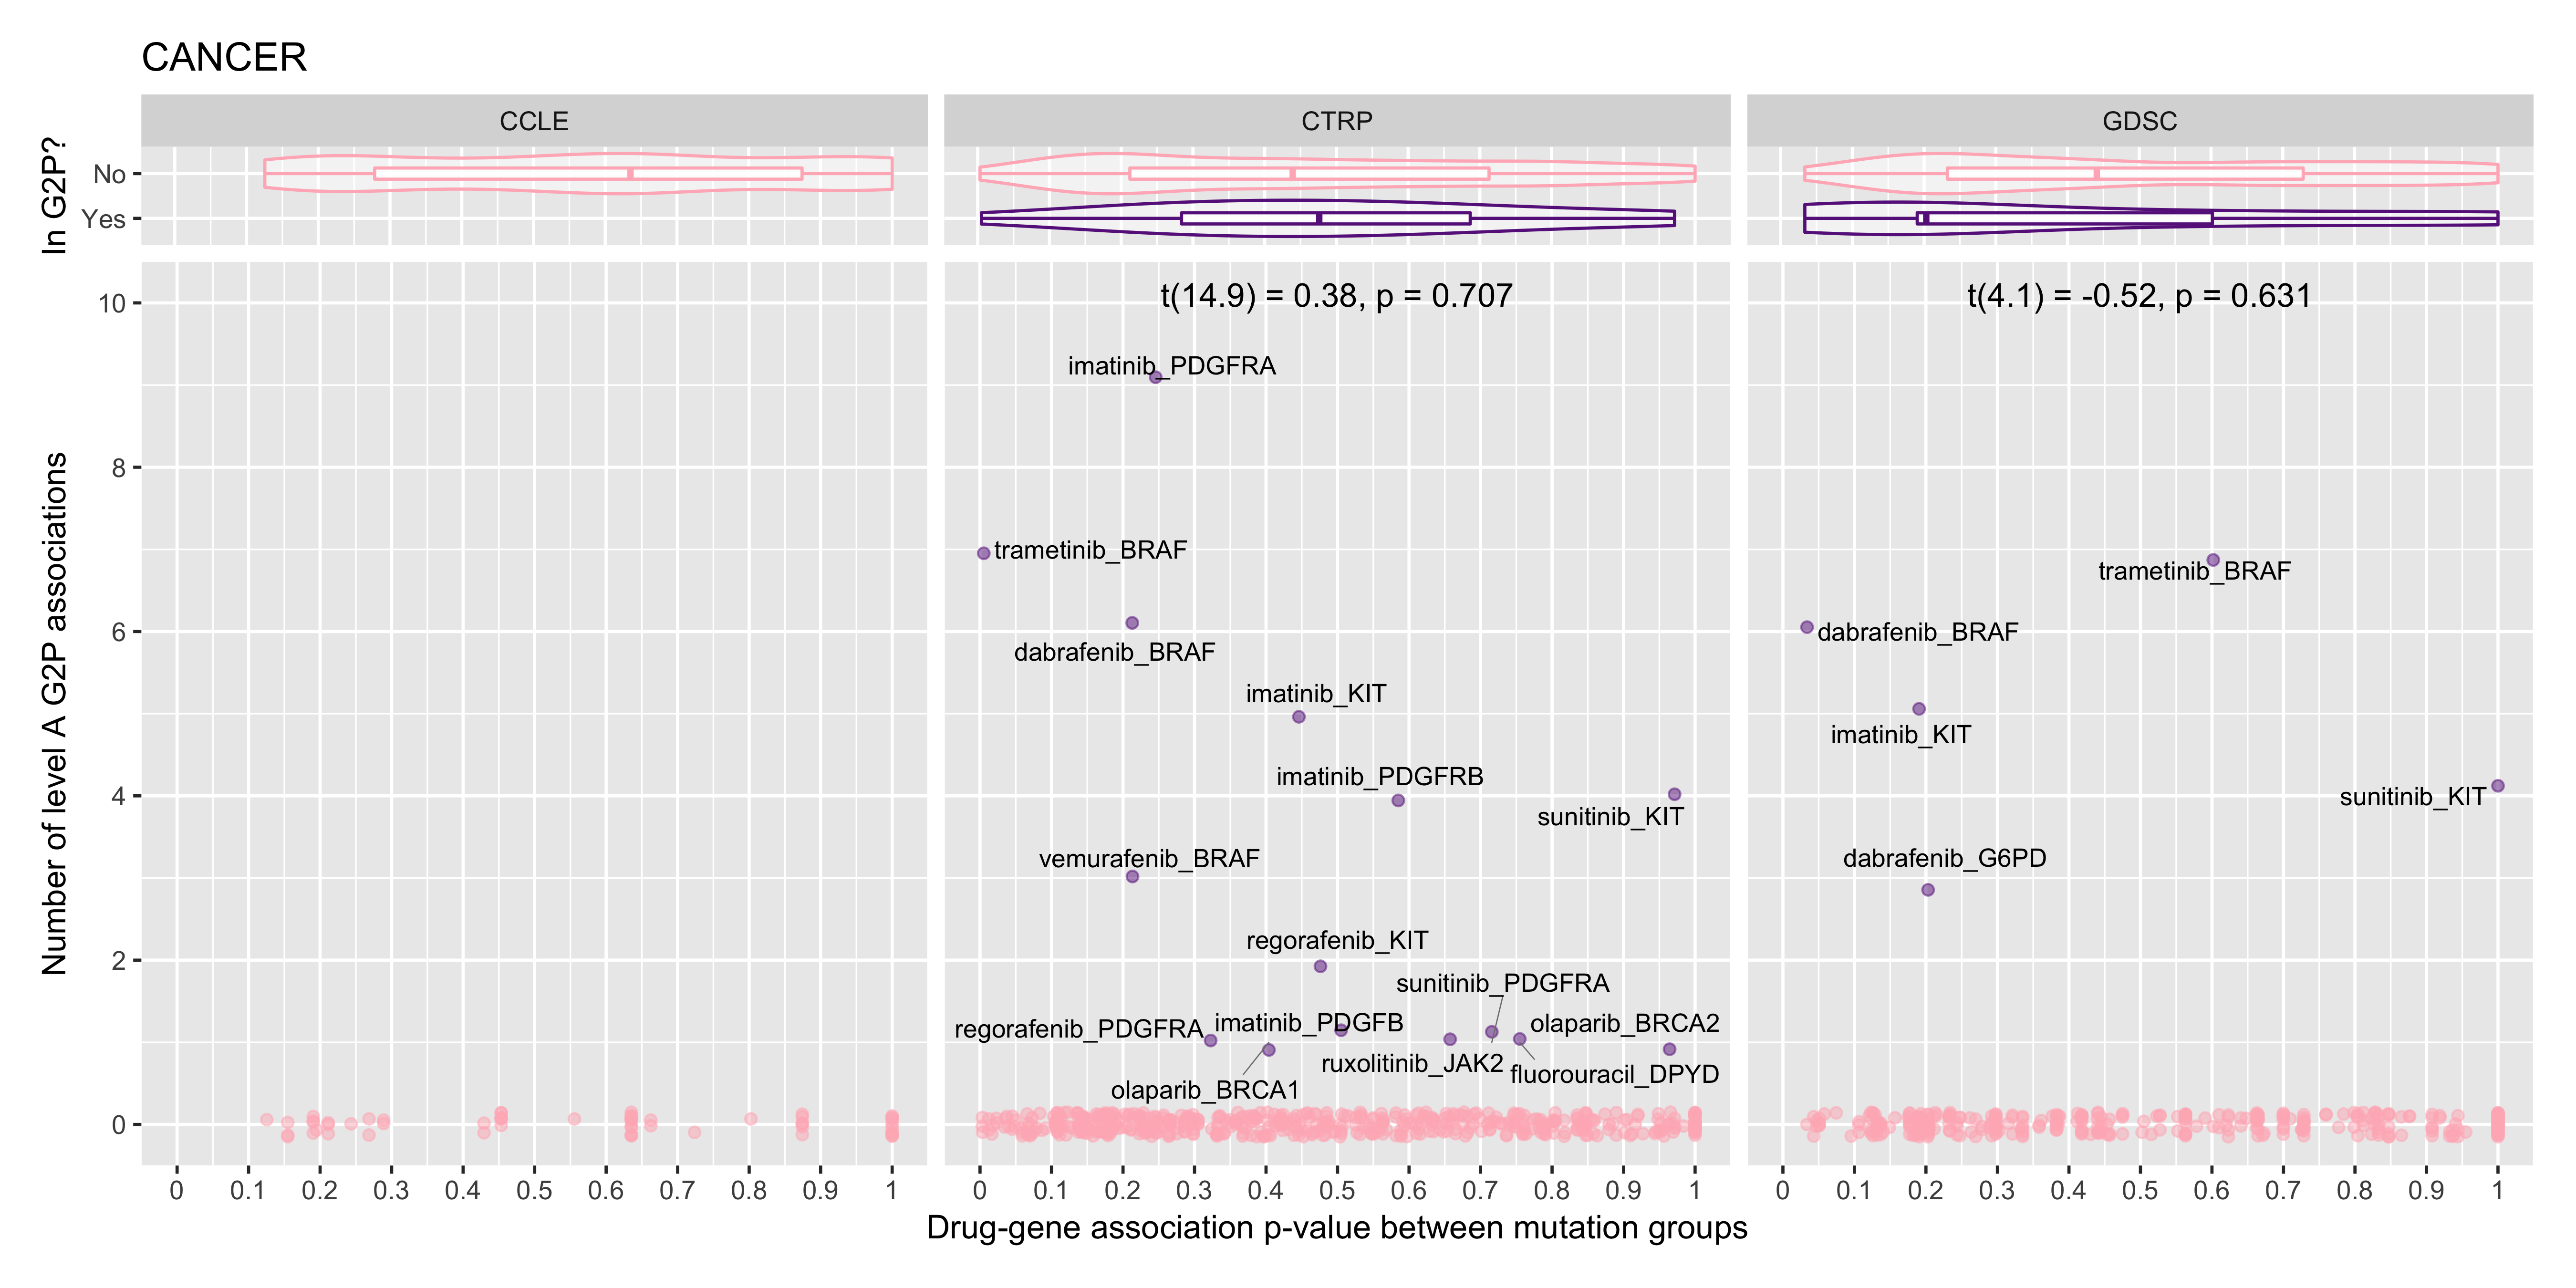 CANCER
CCLE
CTRP
GDSC
In G2P?
No
Yes
Number of level A G2P associations
10
8
6
4
2
0
t(14.9) = 0.38, p = 0.707
imatinib_PDGFRA
trametinib_BRAF
dabrafenib_BRAF
imatinib_KIT
imatinib_PDGFRB
sunitinib_KIT
vemurafenib_BRAF
regorafenib_KIT
sunitinib_PDGFRA
regorafenib_PDGFRA
imatinib_PDGFB
olaparib_BRCA2
ruxolitinib_JAK2
fluorouracil_DPYD
olaparib_BRCA1
t(4.1) = -0.52, p = 0.631
trametinib_BRAF
dabrafenib_BRAF
imatinib_KIT
sunitinib_KIT
dabrafenib_G6PD
0 0.1 0.2 0.3 0.4 0.5 0.6 0.7 0.8 0.9 1
0 0.1 0.2 0.3 0.4 0.5 0.6 0.7 0.8 0.9 1
0 0.1 0.2 0.3 0.4 0.5 0.6 0.7 0.8 0.9 1
Drug-gene association p-value between mutation groups